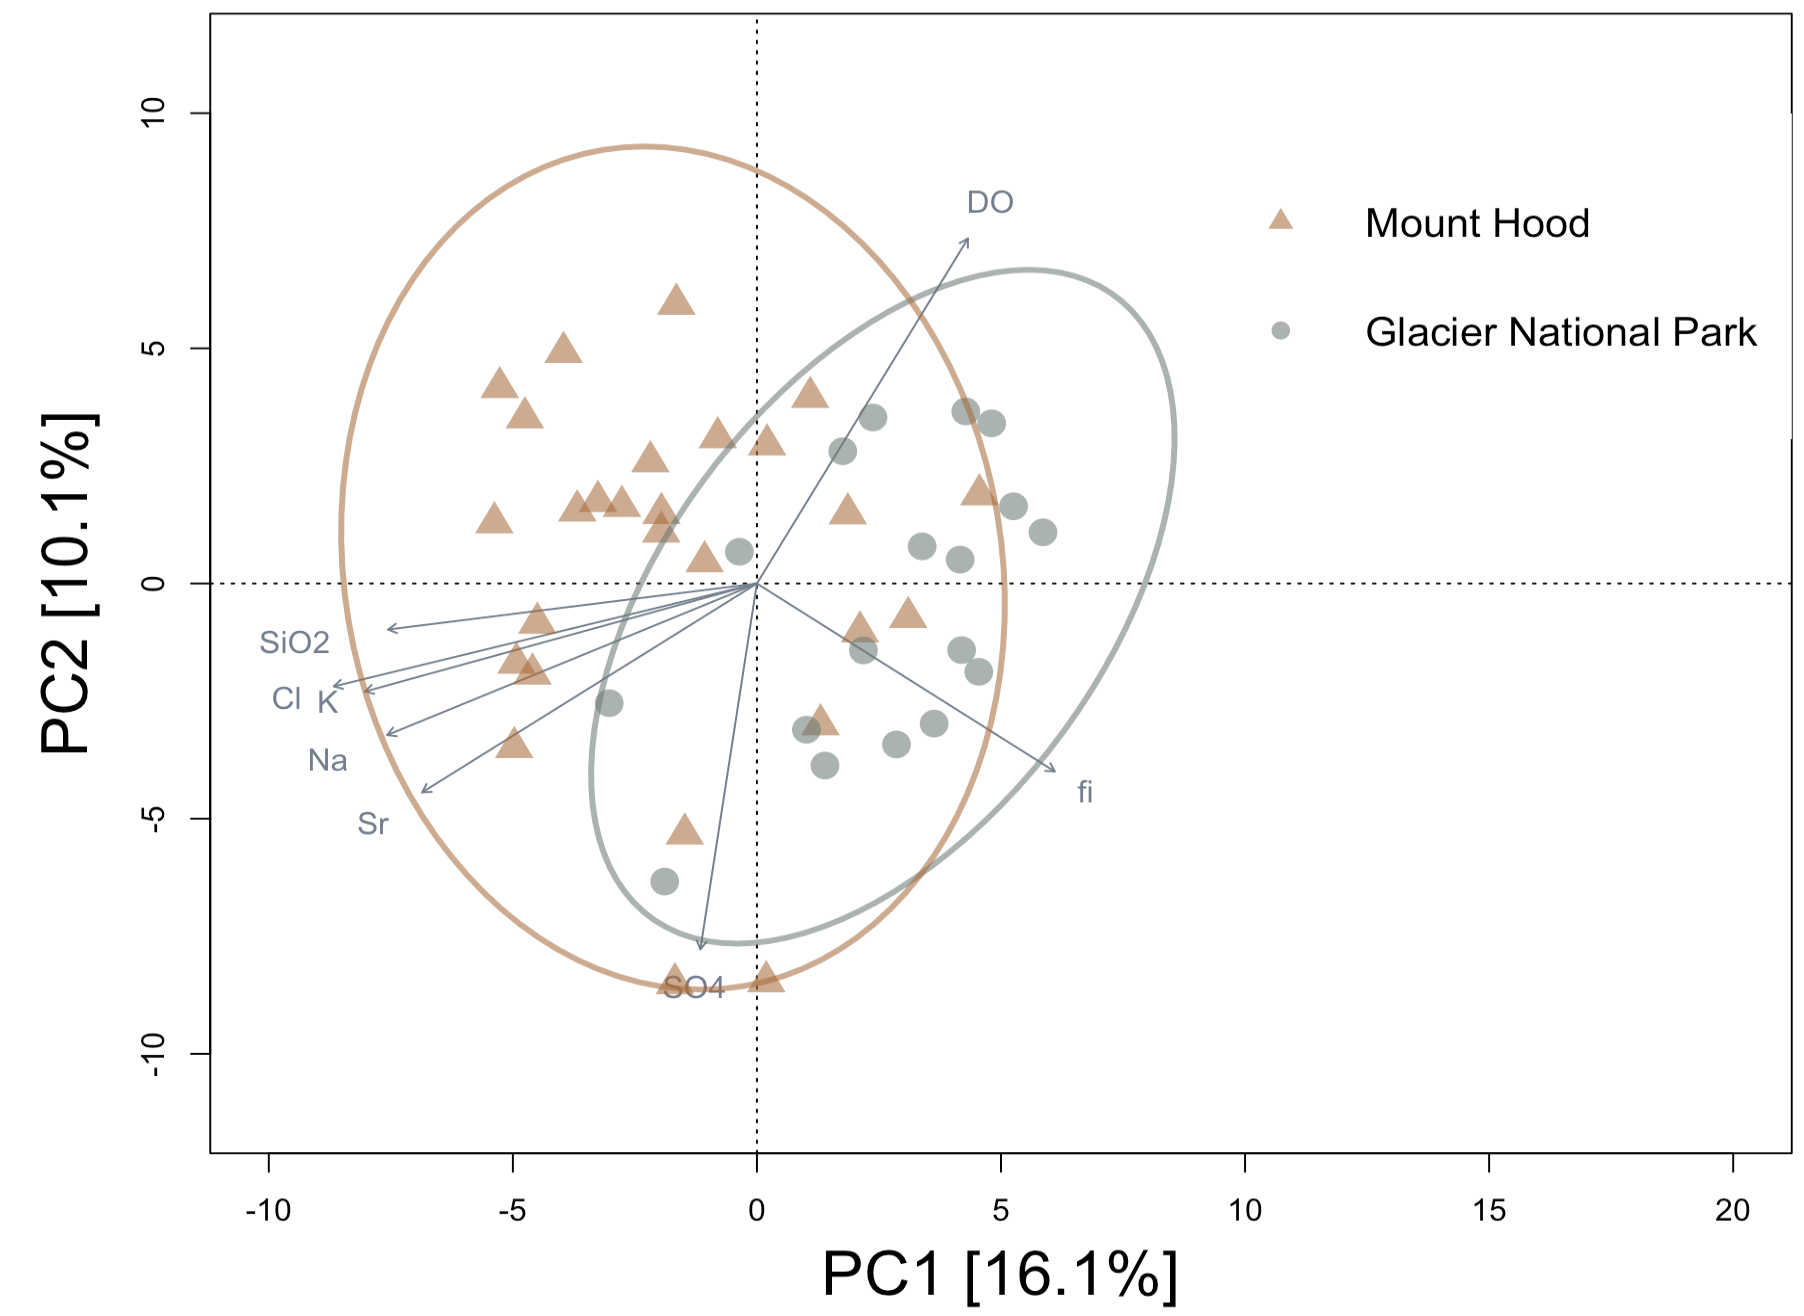 PC2 [10.1%]
10
5
0
-5
-10
DO
Mount Hood
Glacier National Park
SiO2
Cl K
Na
Sr
fi
SO4
-10 -5 0 5 10 15 20
PC1 [16.1%]